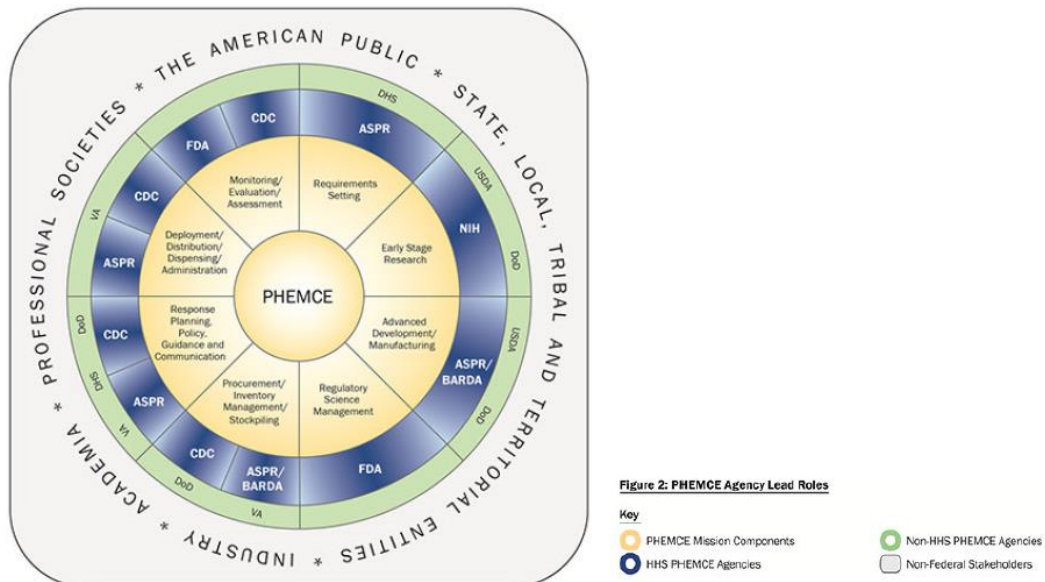 PROFESSIONAL SOCIETIES * THE AMERICAN PUBLIC * STATE, LOCAL, TRIBAL AND TERRITORIAL ENTITIES * INDUSTRY * ACADEMIA *
DHS
USDA
DoD
USDA
DoD
VA
DoD
VA
DHS
DoD
VA
CDC
ASPR
NIH
ASPR/
BARDA
FDA
ASPR/
BARDA
CDC
ASPR
CDC
ASPR
CDC
FDA
Monitoring/
Evaluation/
Assessment
Requirements
Setting
Early Stage
Research
Advanced
Development/
Manufacturing
Regulatory
Science
Management
Procurement/
Inventory
Management/
Stockpiling
Response
Planning,
Policy,
Guidance and
Communication
Deployment/
Distribution/
Dispensing/
Administration
PHEMCE
Figure 2: PHEMCE Agency Lead Roles
Key
PHEMCE Mission Components
HHS PHEMCE Agencies
Non-HHS PHEMCE Agencies
Non-Federal Stakeholders